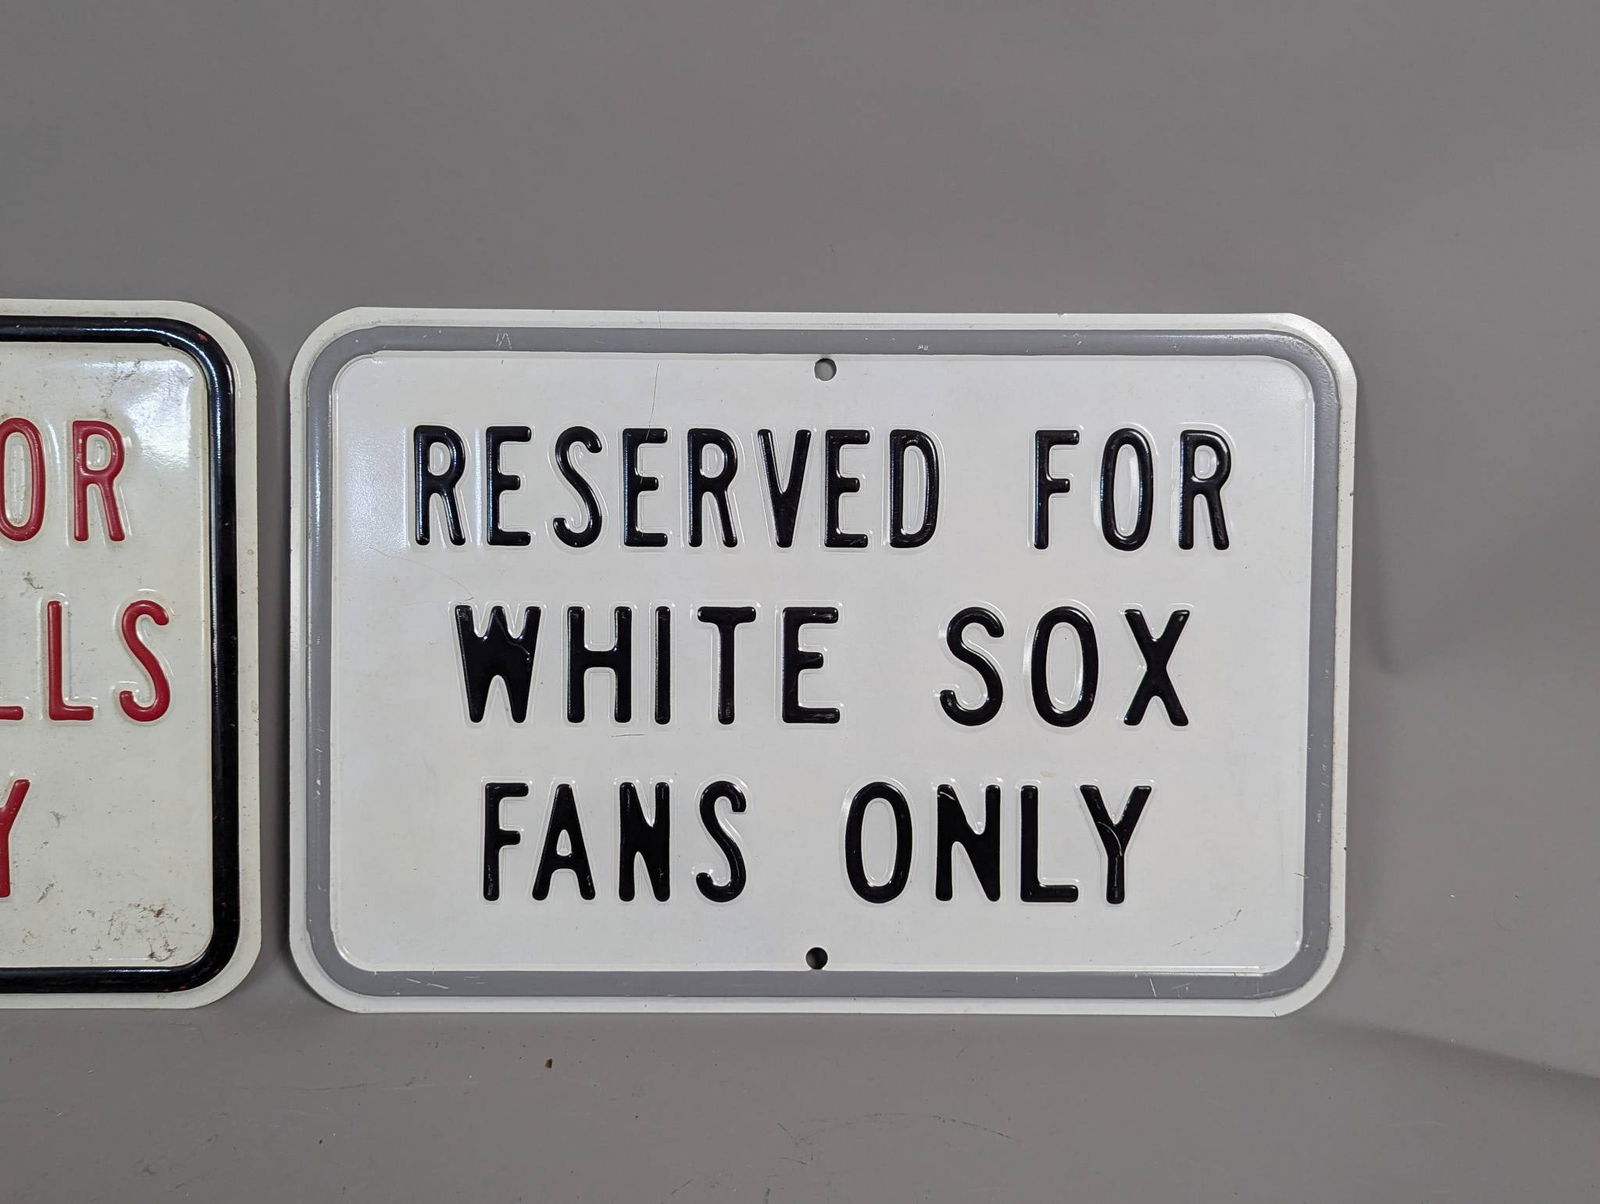 OR
LLS
Y
RESERVED FOR
WHITE SOX
FANS ONLY